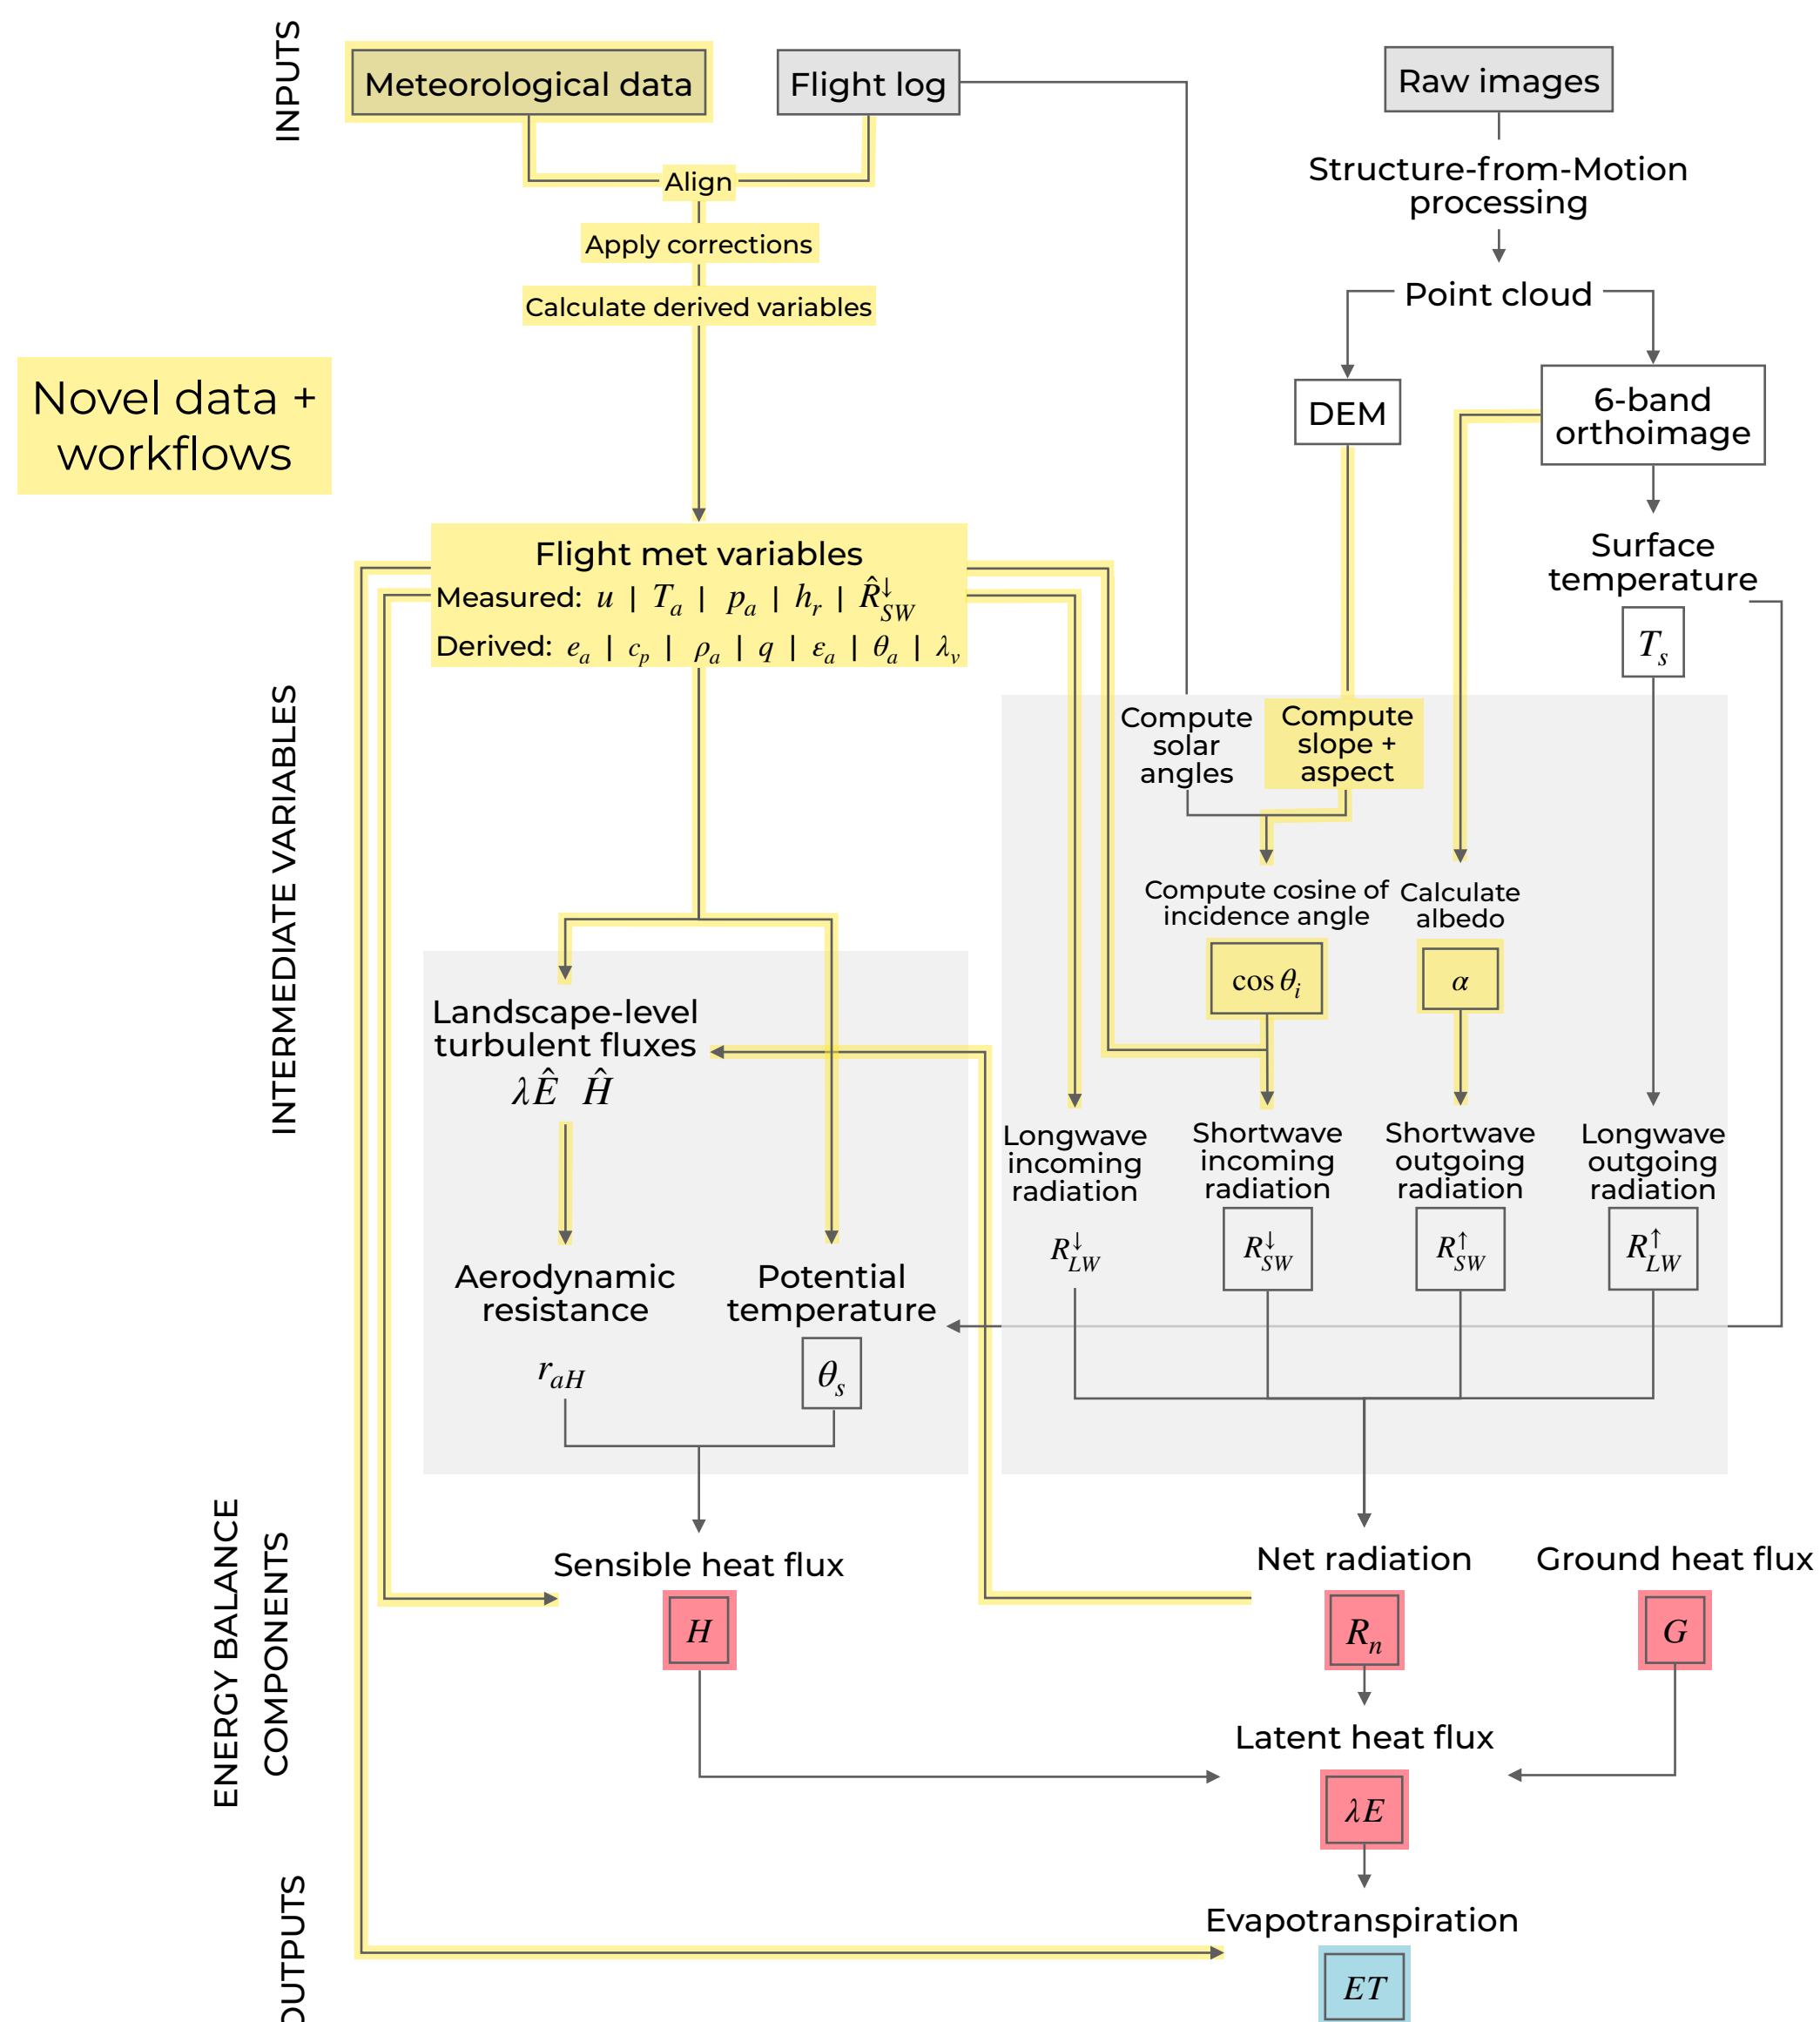 INPUTS
Meteorological data
Flight log
Raw images
Align
Apply corrections
Calculate derived variables
Structure-from-Motion
processing
Point cloud
DEM
6-band
orthoimage
Novel data +
workflows
Surface
temperature
T_s
Flight met variables
Measured: u | T_a | p_a | h_r | R̂↓_SW
Derived: e_a | c_p | ρ_a | q | ε_a | θ_a | λ_v
INTERMEDIATE VARIABLES
Compute
solar
angles
Compute
slope +
aspect
Compute cosine of
incidence angle
cos θ_i
Calculate
albedo
α
Landscape-level
turbulent fluxes
λÊ Ĥ
Longwave
incoming
radiation
R↓_LW
Shortwave
incoming
radiation
R↓_SW
Shortwave
outgoing
radiation
R↑_SW
Longwave
outgoing
radiation
R↑_LW
Aerodynamic
resistance
r_aH
Potential
temperature
θ_s
ENERGY BALANCE
COMPONENTS
Sensible heat flux
H
Net radiation
R_n
Ground heat flux
G
Latent heat flux
λE
OUTPUTS
Evapotranspiration
ET